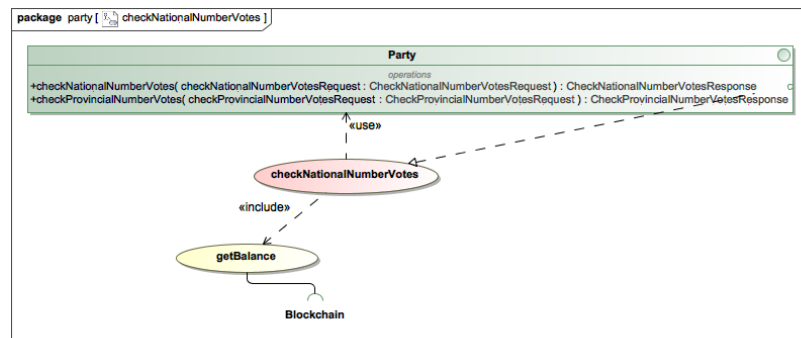 package party [ checkNationalNumberVotes ]
Party
operations
+checkNationalNumberVotes( checkNationalNumberVotesRequest : CheckNationalNumberVotesRequest ) : CheckNationalNumberVotesResponse
+checkProvincialNumberVotes( checkProvincialNumberVotesRequest : CheckProvincialNumberVotesRequest ) : CheckProvincialNumberVotesResponse
«use»
checkNationalNumberVotes
«include»
getBalance
Blockchain